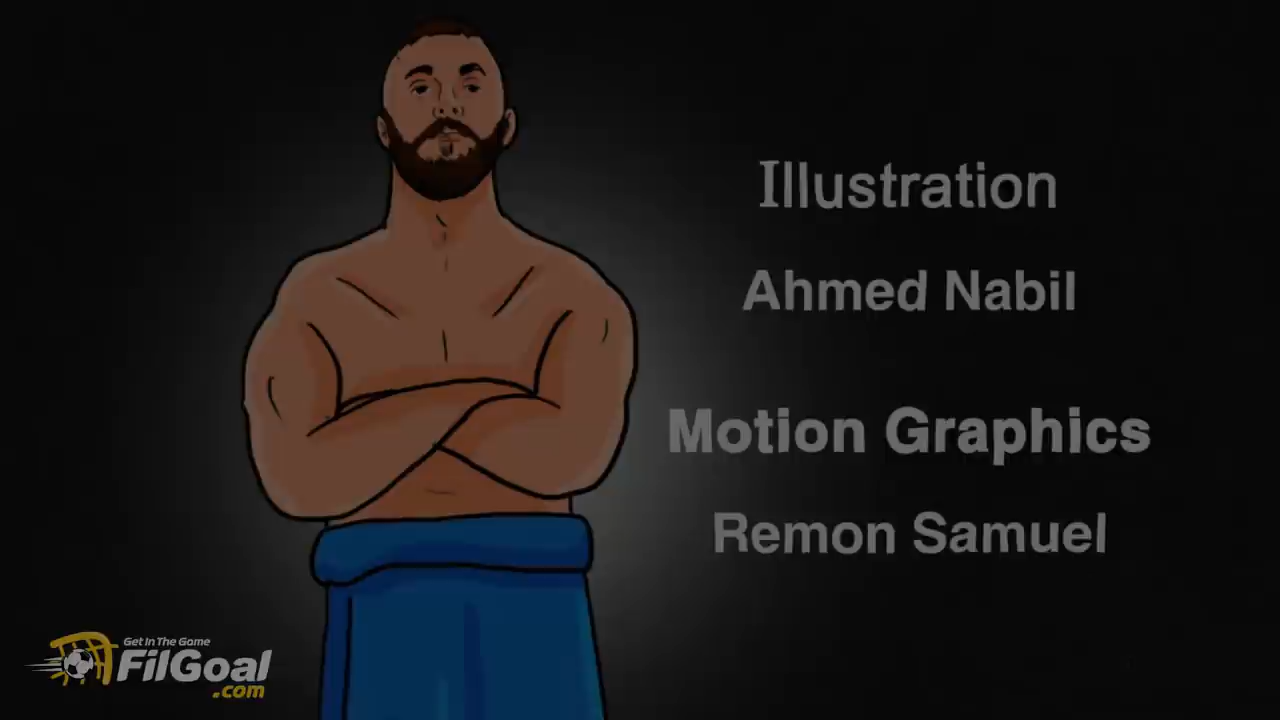 Illustration
Ahmed Nabil
Motion Graphics
Remon Samuel
Get In The Game
FilGoal
.com